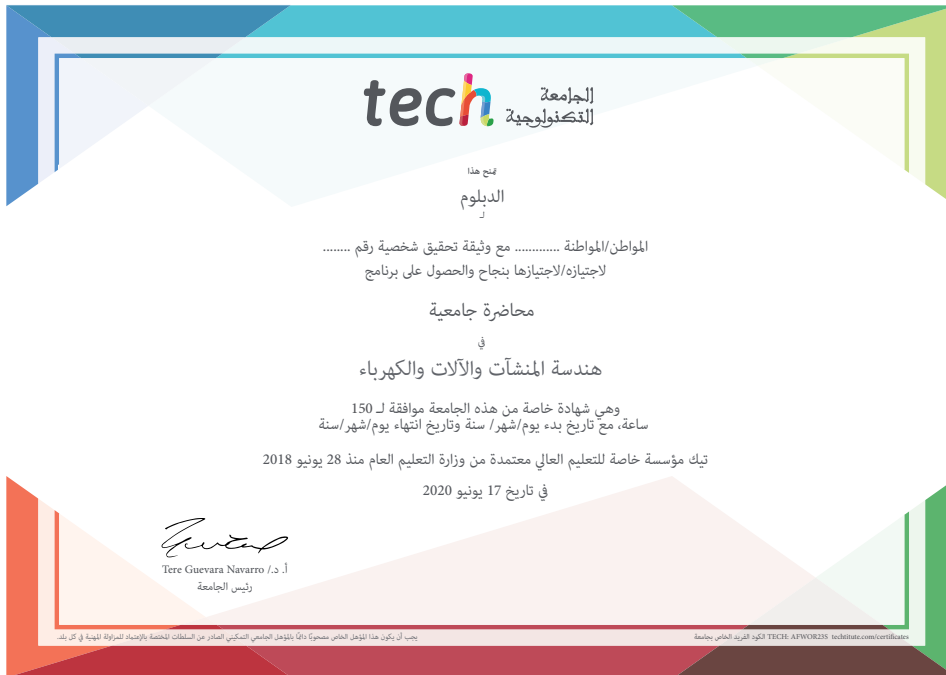 tech الجامعة
التكنولوجية
يمنح هذا
الدبلوم
لـ
المواطن/المواطنة ............. مع وثيقة تحقيق شخصية رقم ........
لاجتيازه/لاجتيازها بنجاح والحصول على برنامج
محاضرة جامعية
في
هندسة المنشآت والآلات والكهرباء
وهي شهادة خاصة من هذه الجامعة موافقة لـ 150
ساعة، مع تاريخ بدء يوم/شهر/ سنة وتاريخ انتهاء يوم/شهر/سنة
تيك مؤسسة خاصة للتعليم العالي معتمدة من وزارة التعليم العام منذ 28 يونيو 2018
في تاريخ 17 يونيو 2020
أ. د./ Tere Guevara Navarro
رئيس الجامعة
يجب أن يكون هذا المؤهل الخاص مصحوبًا دائمًا بالمؤهل الجامعي التمكيني الصادر عن السلطات المختصة بالإعتماد للمزاولة المهنية في كل بلد.
الكود الفريد الخاص بجامعة TECH: AFWOR23S techtitute.com/certificates